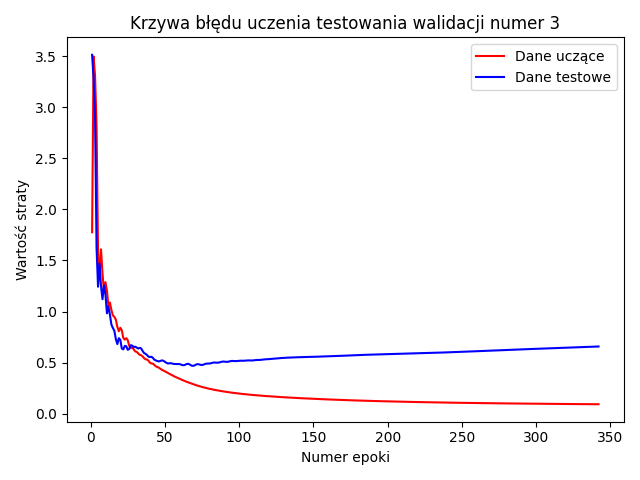 Krzywa błędu uczenia testowania walidacji numer 3
Dane uczące
Dane testowe
Wartość straty
3.5
3.0
2.5
2.0
1.5
1.0
0.5
0.0
0 50 100 150 200 250 300 350
Numer epoki